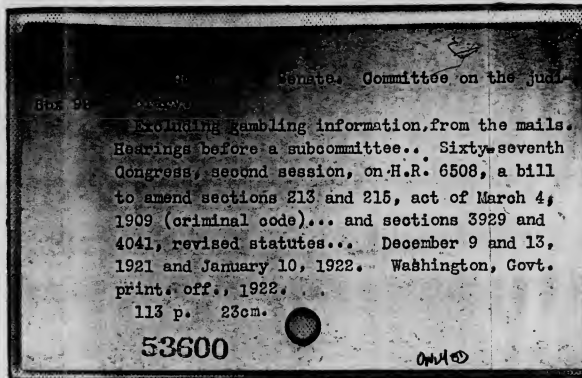 Senate. Committee on the judi-
Box 98
Excluding gambling information, from the mails.
Hearings before a subcommittee.. Sixty-seventh
Congress, second session, on H.R. 6508, a bill
to amend sections 213 and 215, act of March 4,
1909 (criminal code)... and sections 3929 and
4041, revised statutes... December 9 and 13,
1921 and January 10, 1922. Washington, Govt.
print. off., 1922.
113 p. 23cm.
53600